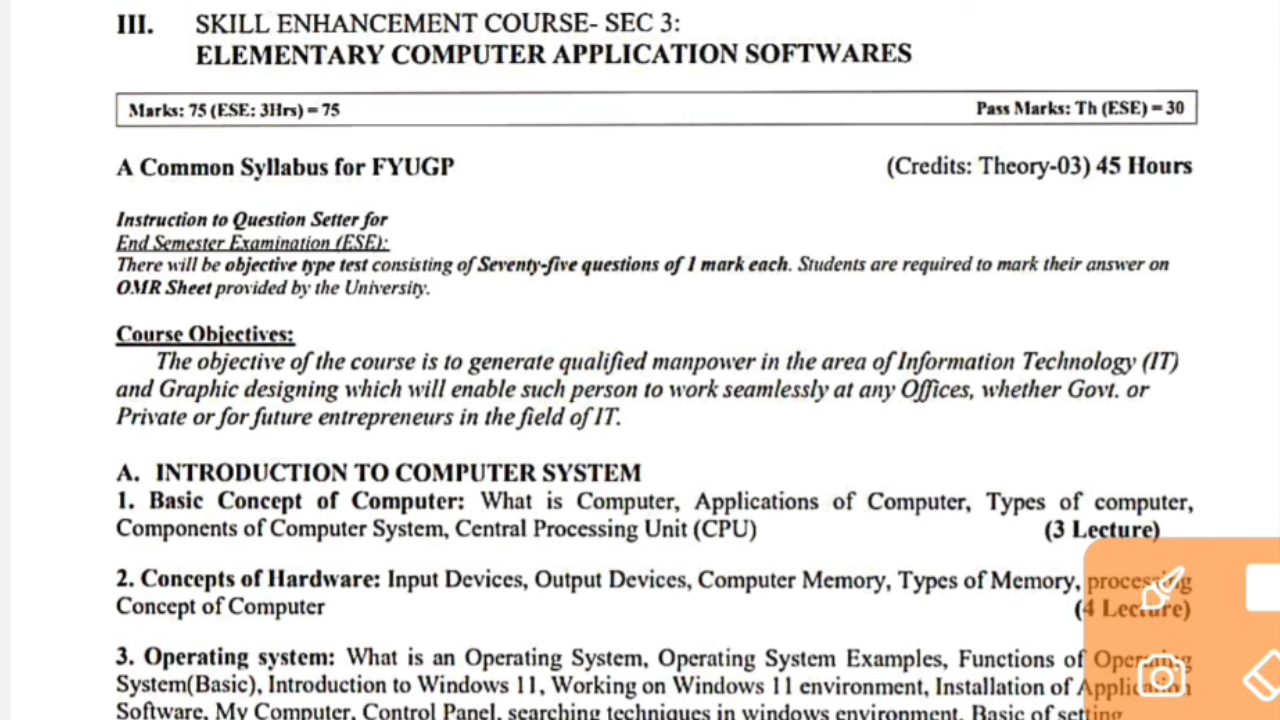 III. SKILL ENHANCEMENT COURSE- SEC 3:
ELEMENTARY COMPUTER APPLICATION SOFTWARES
Marks: 75 (ESE: 3Hrs) = 75 Pass Marks: Th (ESE) = 30
A Common Syllabus for FYUGP (Credits: Theory-03) 45 Hours
Instruction to Question Setter for
End Semester Examination (ESE):
There will be objective type test consisting of Seventy-five questions of 1 mark each. Students are required to mark their answer on
OMR Sheet provided by the University.
Course Objectives:
The objective of the course is to generate qualified manpower in the area of Information Technology (IT)
and Graphic designing which will enable such person to work seamlessly at any Offices, whether Govt. or
Private or for future entrepreneurs in the field of IT.
A. INTRODUCTION TO COMPUTER SYSTEM
1. Basic Concept of Computer: What is Computer, Applications of Computer, Types of computer,
Components of Computer System, Central Processing Unit (CPU) (3 Lecture)
2. Concepts of Hardware: Input Devices, Output Devices, Computer Memory, Types of Memory, processing
Concept of Computer (4 Lecture)
3. Operating system: What is an Operating System, Operating System Examples, Functions of Operating
System(Basic), Introduction to Windows 11, Working on Windows 11 environment, Installation of Application
Software, My Computer, Control Panel, searching techniques in windows environment, Basic of setting